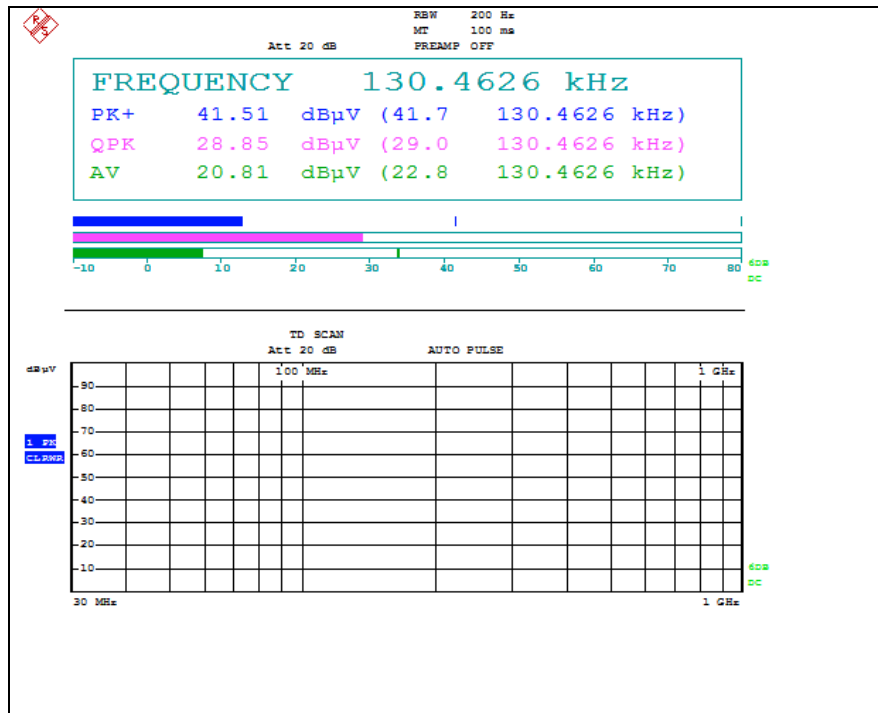 R
S
RBW 200 Hz
MT 100 ms
Att 20 dB PREAMP OFF
FREQUENCY 130.4626 kHz
PK+ 41.51 dBµV (41.7 130.4626 kHz)
QPK 28.85 dBµV (29.0 130.4626 kHz)
AV 20.81 dBµV (22.8 130.4626 kHz)
-10 0 10 20 30 40 50 60 70 80
6DB
DC
TD SCAN
Att 20 dB AUTO PULSE
dBµV
100 MHz 1 GHz
90
80
70
1 PK
CLRWR
60
50
40
30
20
10
6DB
DC
30 MHz 1 GHz